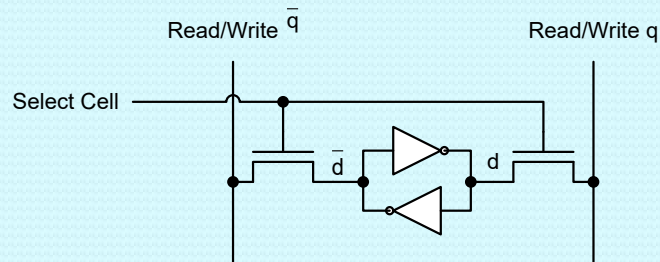 Read/Write q̅
Read/Write q
Select Cell
d̅
d